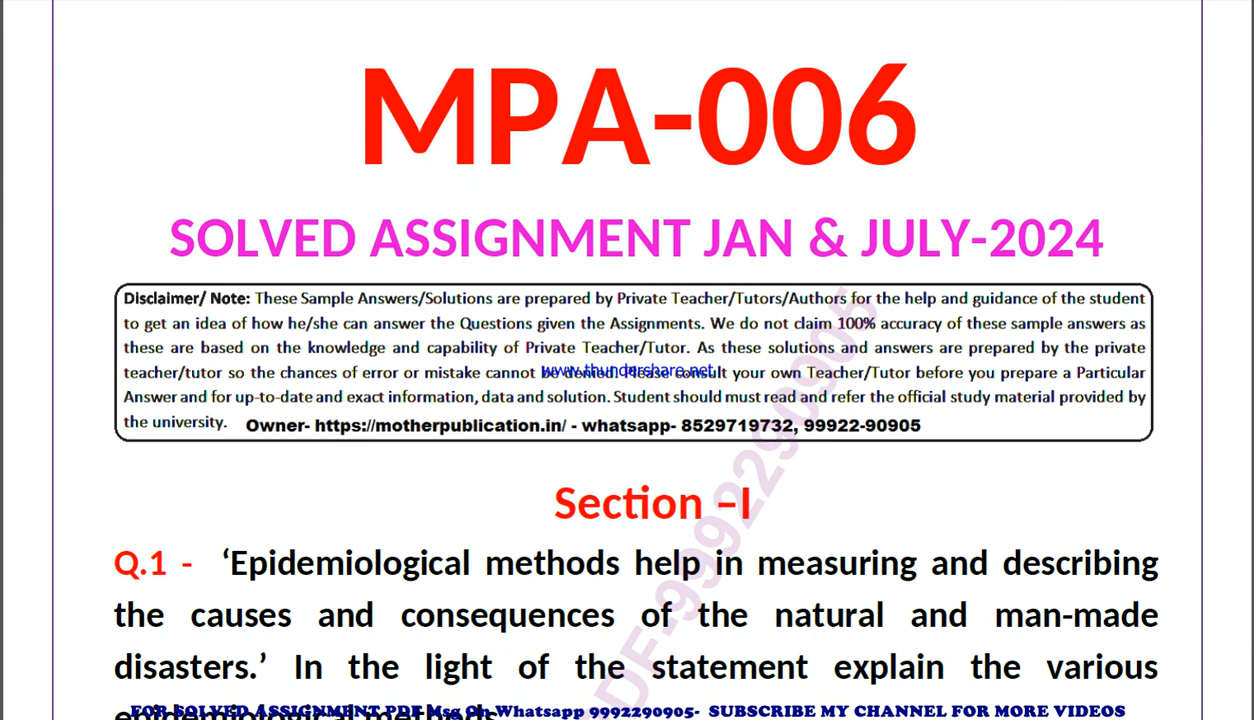 MPA-006
SOLVED ASSIGNMENT JAN & JULY-2024
Disclaimer/ Note: These Sample Answers/Solutions are prepared by Private Teacher/Tutors/Authors for the help and guidance of the student
to get an idea of how he/she can answer the Questions given the Assignments. We do not claim 100% accuracy of these sample answers as
these are based on the knowledge and capability of Private Teacher/Tutor. As these solutions and answers are prepared by the private
teacher/tutor so the chances of error or mistake cannot be denied. Please consult your own Teacher/Tutor before you prepare a Particular
www.thundershare.net
Answer and for up-to-date and exact information, data and solution. Student should must read and refer the official study material provided by
the university. Owner- https://motherpublication.in/ - whatsapp- 8529719732, 99922-90905
Section –I
Q.1 - ‘Epidemiological methods help in measuring and describing
the causes and consequences of the natural and man-made
disasters.’ In the light of the statement explain the various
epidemiological methods.
FOR SOLVED ASSIGNMENT PDF Msg On Whatsapp 9992290905- SUBSCRIBE MY CHANNEL FOR MORE VIDEOS
DF-9992290905